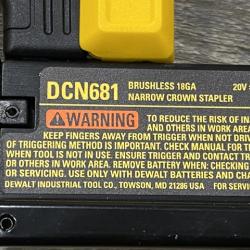 DCN681
BRUSHLESS 18GA
NARROW CROWN STAPLER
20V
WARNING
TO REDUCE THE RISK OF IN
AND OTHERS IN WORK AREA
KEEP FINGERS AWAY FROM TRIGGER WHEN NOT DRIV
OF TRIGGERING METHOD IS IMPORTANT. CHECK MANUAL FOR T
WHEN TOOL IS NOT IN USE. ENSURE TRIGGER AND CONTACT TR
OR OTHERS IN WORK AREA. REMOVE BATTERY WHEN: CHECKING
OR SERVICING. USE ONLY WITH DEWALT BATTERIES AND CHA
DEWALT INDUSTRIAL TOOL CO., TOWSON, MD 21286 USA FOR SERV